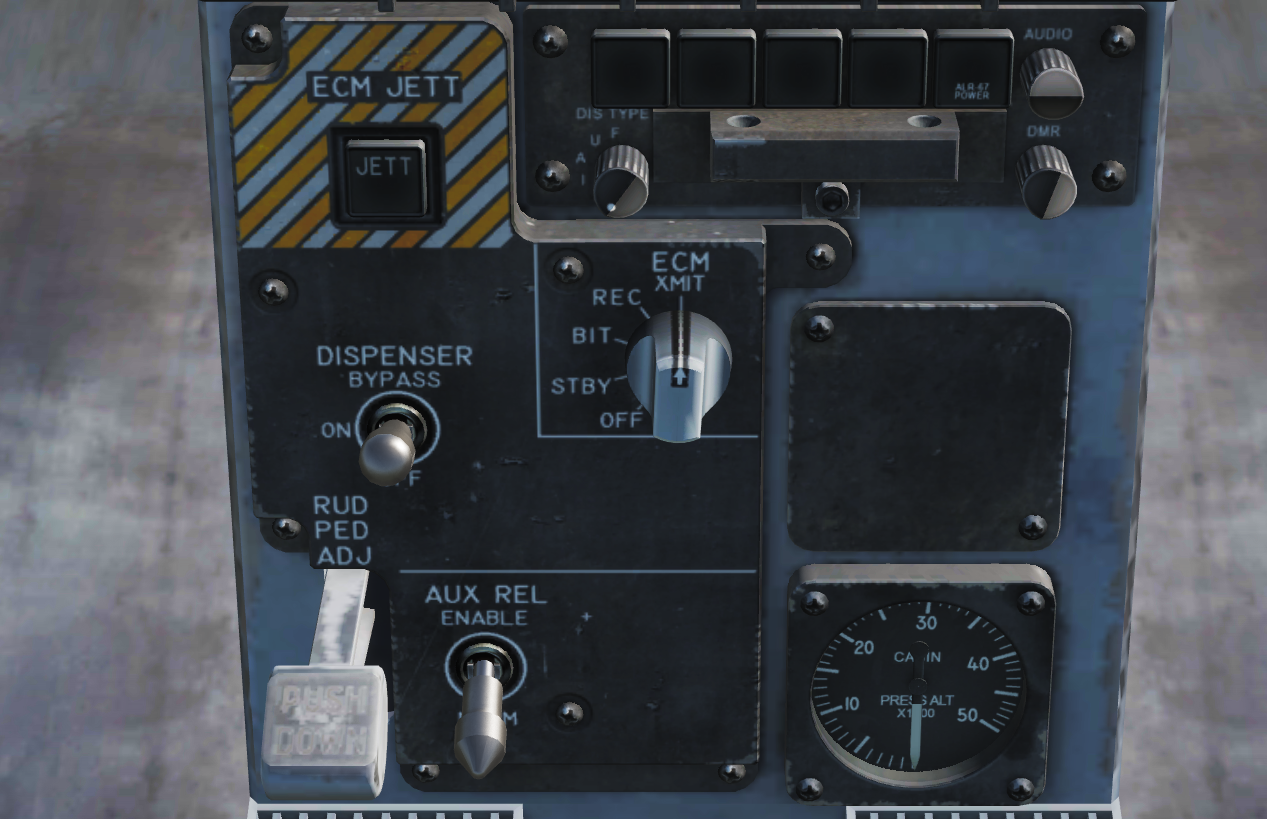 ECM JETT
JETT
AUDIO
ALR-67
POWER
DIS TYPE
F
U
A
I
DMR
ECM
XMIT
REC
BIT
STBY
OFF
DISPENSER
BYPASS
ON
F
RUD
PED
ADJ
PUSH
DOWN
AUX REL
ENABLE
M
30
20
40
10
50
PRESS ALT